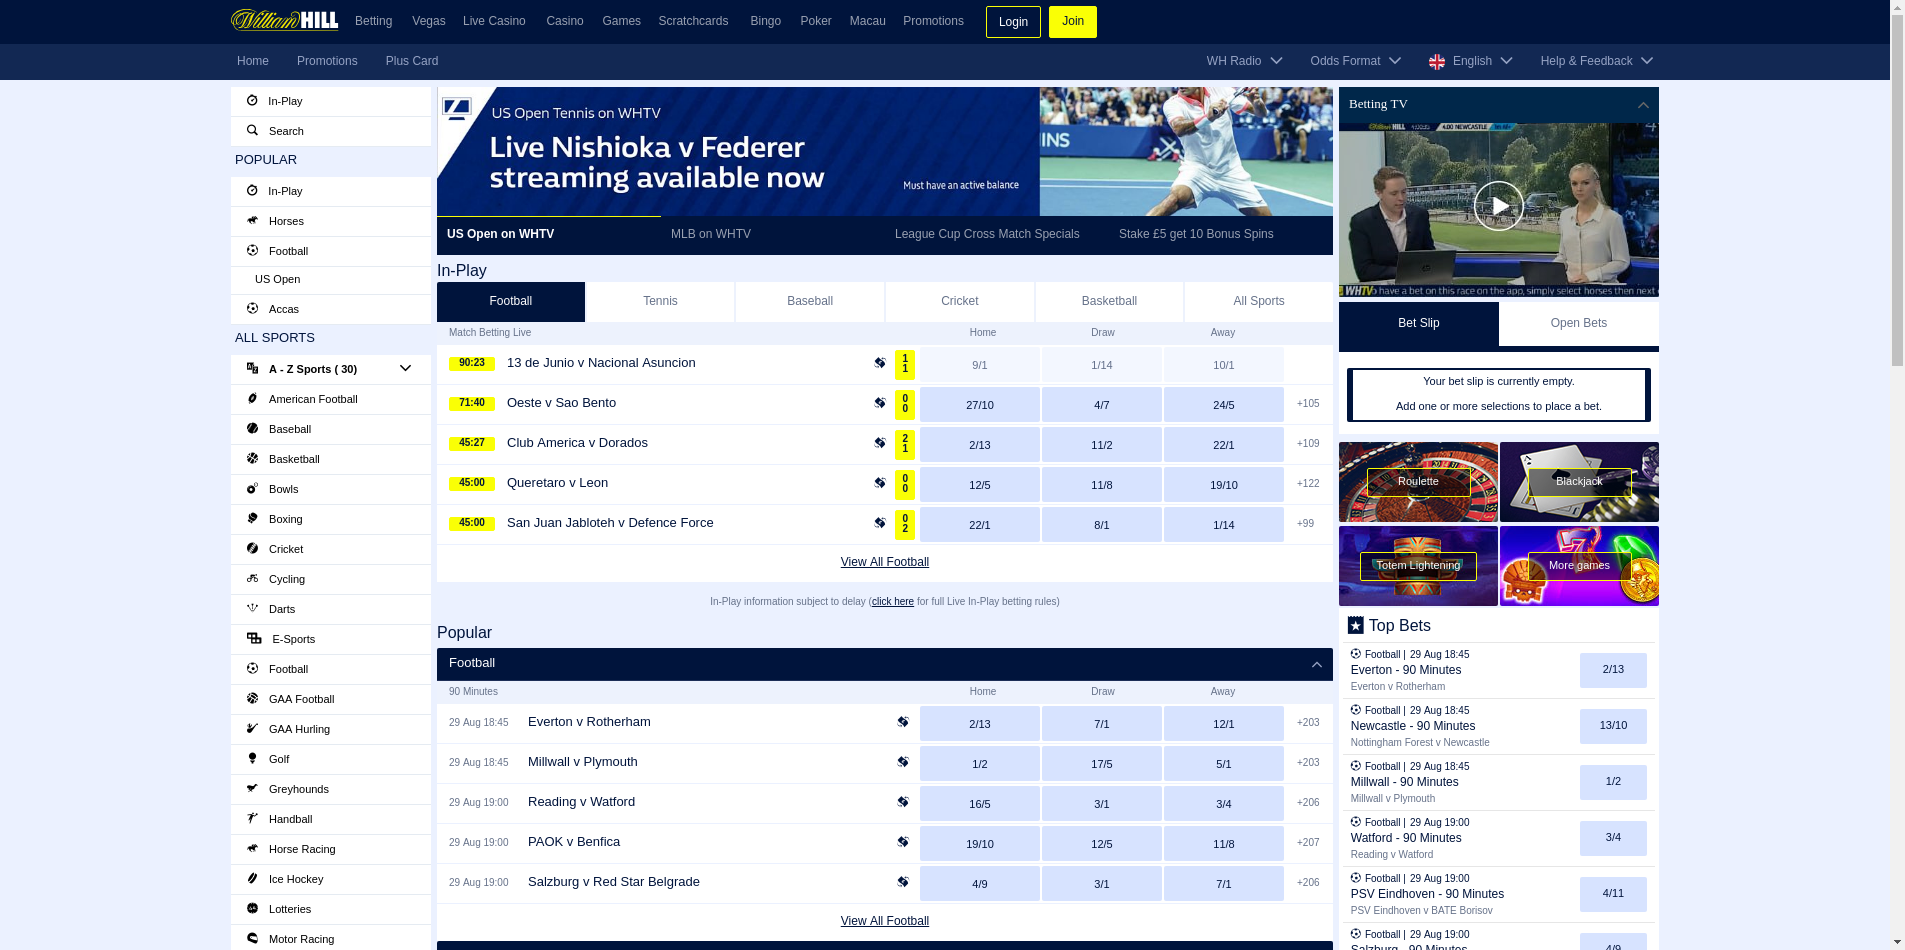 William HILL Betting Vegas Live Casino Casino Games Scratchcards Bingo Poker Macau Promotions Login Join
Home Promotions Plus Card WH Radio Odds Format English Help & Feedback
In-Play
Search
POPULAR
In-Play
Horses
Football
US Open
Accas
ALL SPORTS
A - Z Sports ( 30)
American Football
Baseball
Basketball
Bowls
Boxing
Cricket
Cycling
Darts
E-Sports
Football
GAA Football
GAA Hurling
Golf
Greyhounds
Handball
Horse Racing
Ice Hockey
Lotteries
Motor Racing
US Open Tennis on WHTV
Live Nishioka v Federer
streaming available now
Must have an active balance
US Open on WHTV MLB on WHTV League Cup Cross Match Specials Stake £5 get 10 Bonus Spins
In-Play
Football Tennis Baseball Cricket Basketball All Sports
Match Betting Live Home Draw Away
90:23 13 de Junio v Nacional Asuncion 1 1 9/1 1/14 10/1
71:40 Oeste v Sao Bento 0 0 27/10 4/7 24/5 +105
45:27 Club America v Dorados 2 1 2/13 11/2 22/1 +109
45:00 Queretaro v Leon 0 0 12/5 11/8 19/10 +122
45:00 San Juan Jabloteh v Defence Force 0 2 22/1 8/1 1/14 +99
View All Football
In-Play information subject to delay (click here for full Live In-Play betting rules)
Popular
Football
90 Minutes Home Draw Away
29 Aug 18:45 Everton v Rotherham 2/13 7/1 12/1 +203
29 Aug 18:45 Millwall v Plymouth 1/2 17/5 5/1 +203
29 Aug 19:00 Reading v Watford 16/5 3/1 3/4 +206
29 Aug 19:00 PAOK v Benfica 19/10 12/5 11/8 +207
29 Aug 19:00 Salzburg v Red Star Belgrade 4/9 3/1 7/1 +206
View All Football
Betting TV
4.00 NEWCASTLE
WHTV o have a bet on this race on the app, simply select horses then next
Bet Slip Open Bets
Your bet slip is currently empty.
Add one or more selections to place a bet.
Roulette Blackjack
Totem Lightening More games
Top Bets
Football | 29 Aug 18:45
Everton - 90 Minutes 2/13
Everton v Rotherham
Football | 29 Aug 18:45
Newcastle - 90 Minutes 13/10
Nottingham Forest v Newcastle
Football | 29 Aug 18:45
Millwall - 90 Minutes 1/2
Millwall v Plymouth
Football | 29 Aug 19:00
Watford - 90 Minutes 3/4
Reading v Watford
Football | 29 Aug 19:00
PSV Eindhoven - 90 Minutes 4/11
PSV Eindhoven v BATE Borisov
Football | 29 Aug 19:00
Salzburg - 90 Minutes 4/9